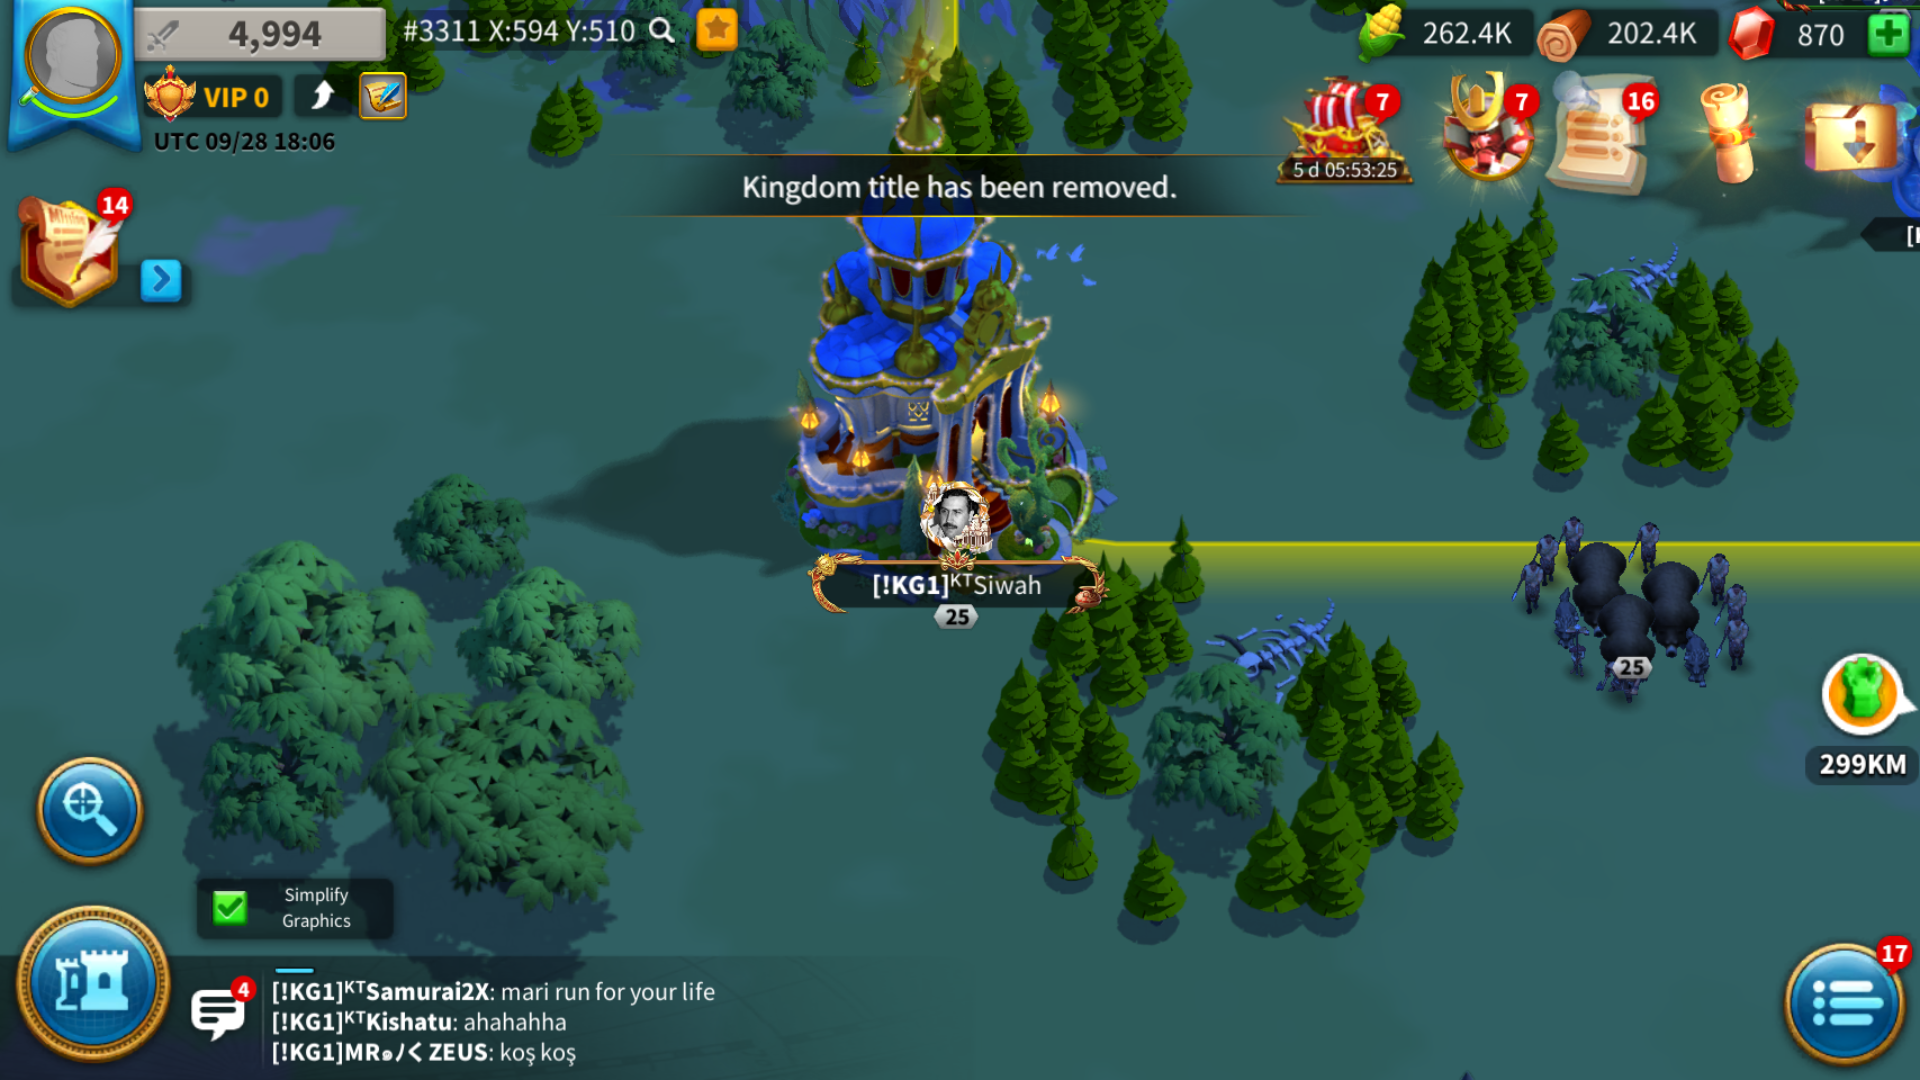 4,994
#3311 X:594 Y:510
262.4K
202.4K
870
VIP 0
UTC 09/28 18:06
7
5 d 05:53:25
7
16
Kingdom title has been removed.
Mission
14
[!KG1]ᴷᵀSiwah
25
25
299KM
Simplify
Graphics
17
4
[!KG1]ᴷᵀSamurai2X: mari run for your life
[!KG1]ᴷᵀKishatu: ahahahha
[!KG1]MR๑ﾉく ZEUS: koş koş